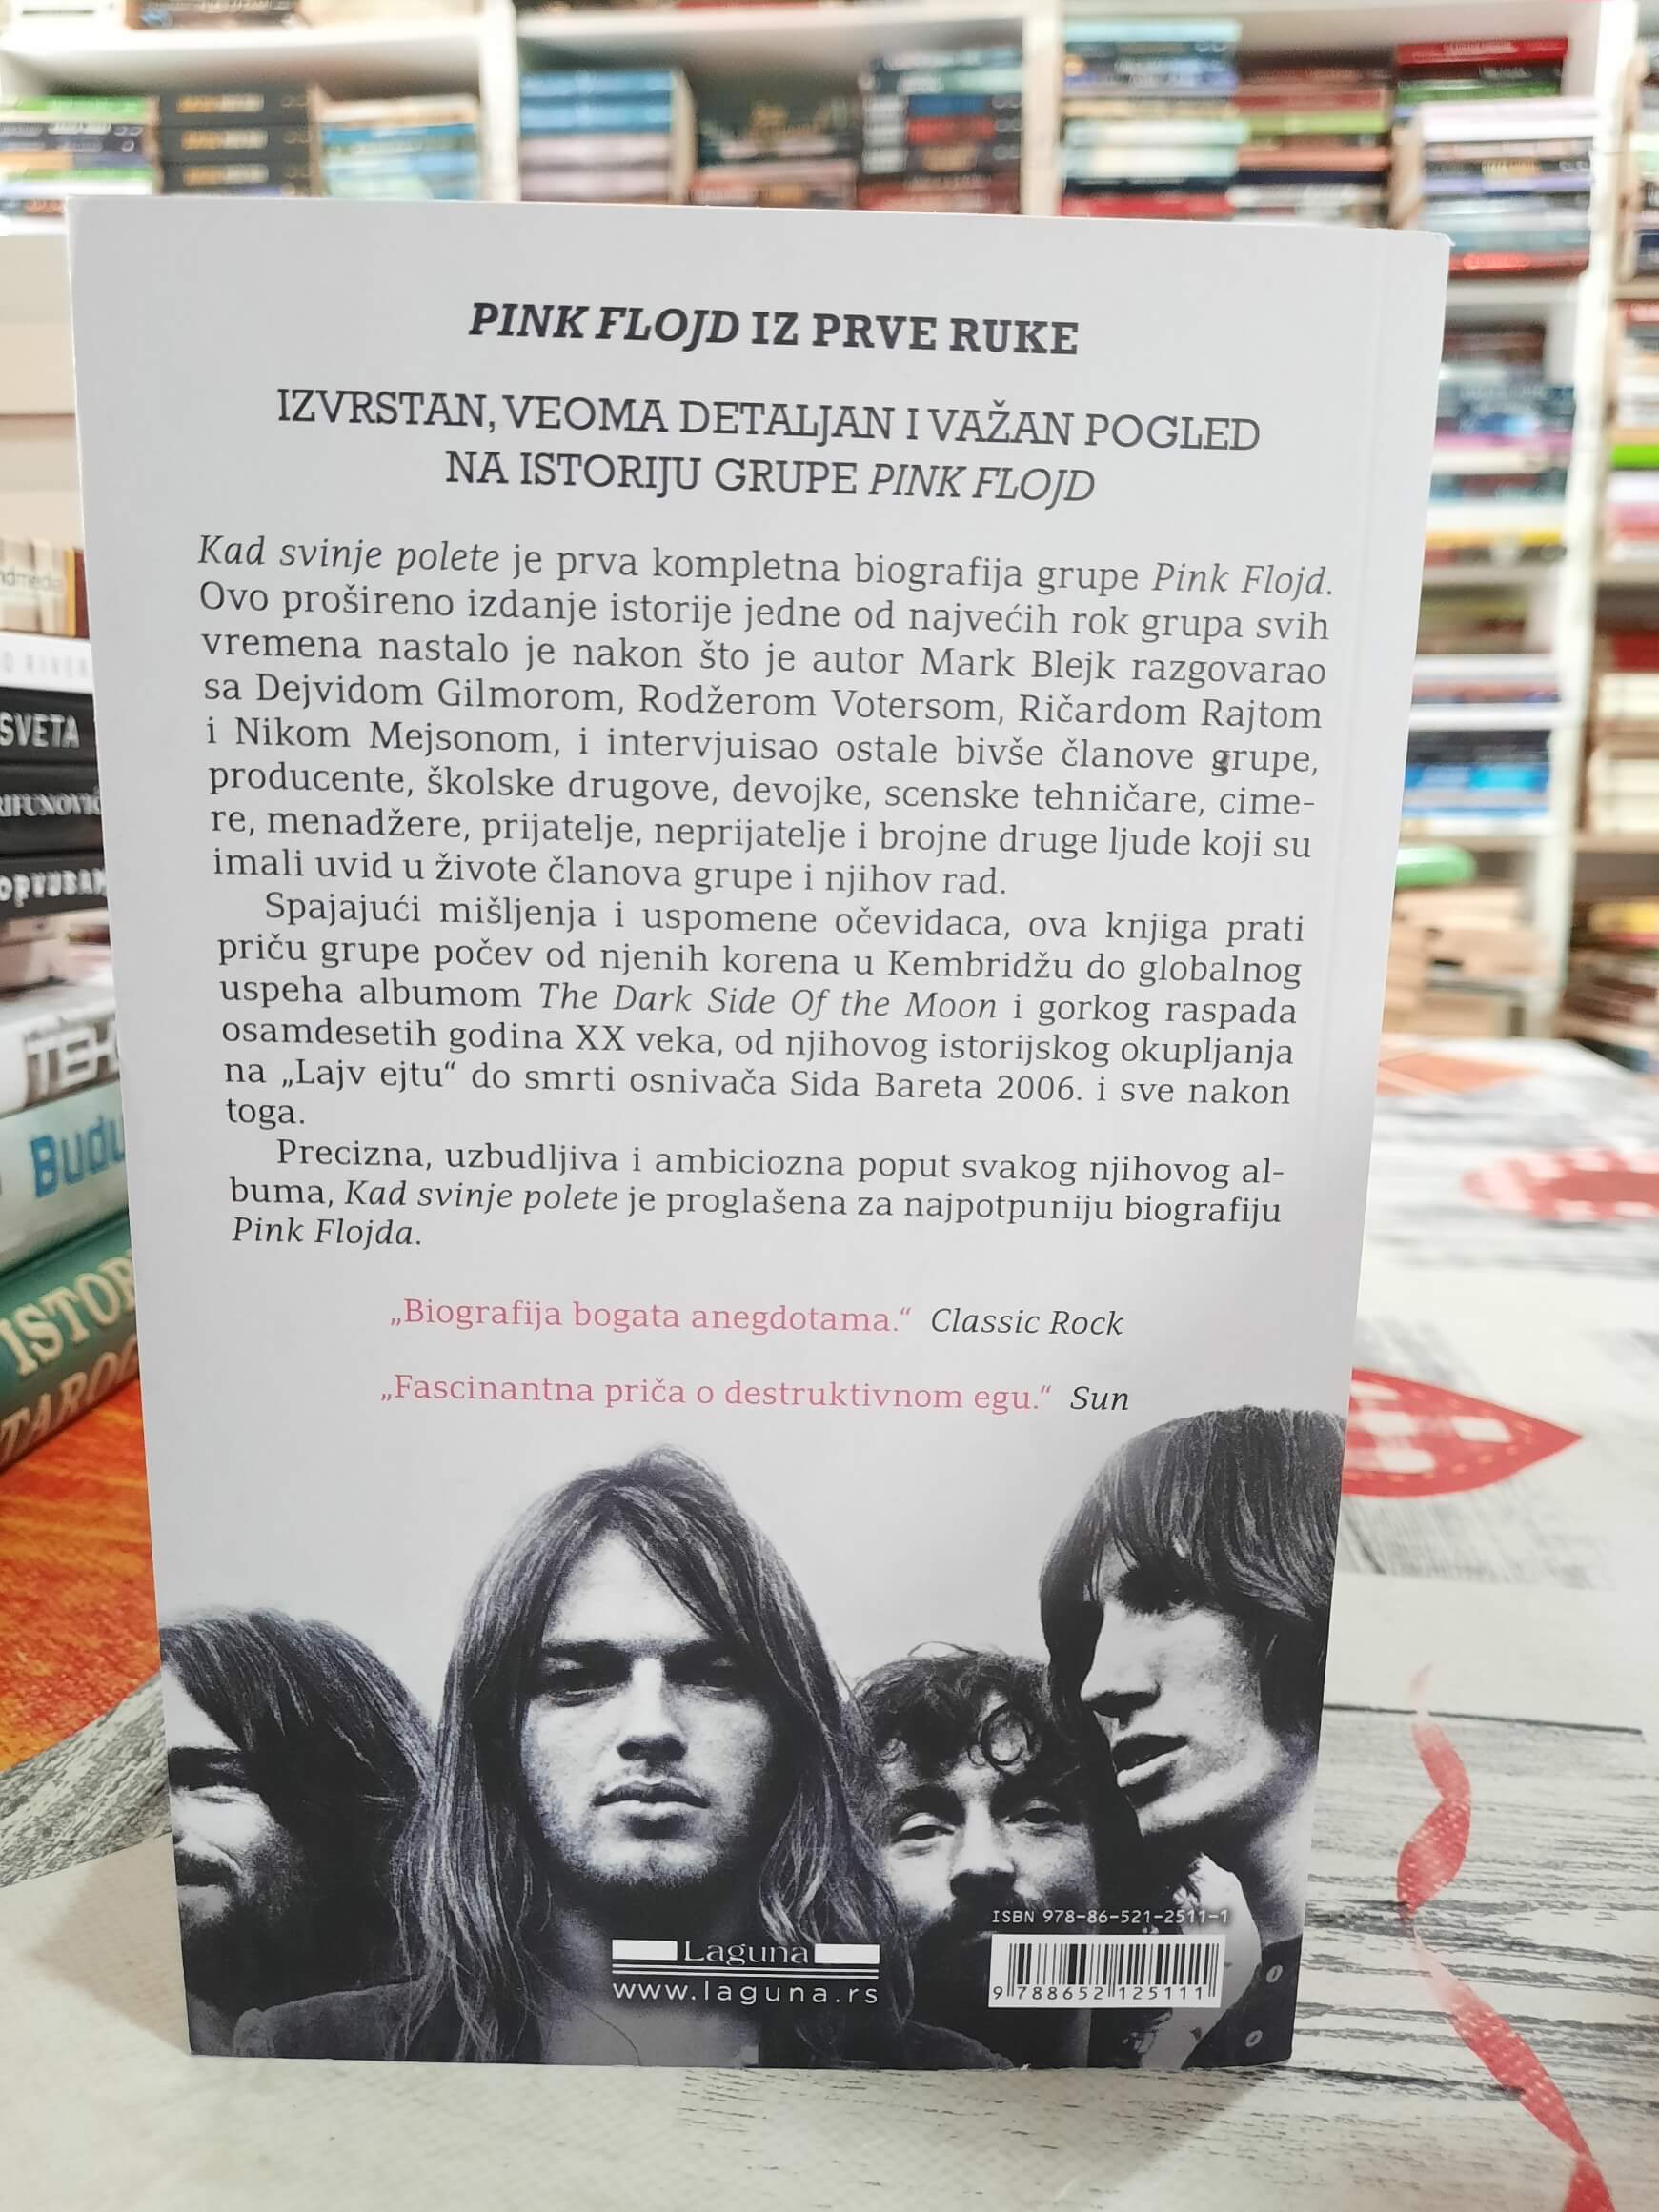 PINK FLOJD IZ PRVE RUKE
IZVRSTAN, VEOMA DETALJAN I VAŽAN POGLED
NA ISTORIJU GRUPE PINK FLOJD
Kad svinje polete je prva kompletna biografija grupe Pink Flojd.
Ovo prošireno izdanje istorije jedne od najvećih rok grupa svih
vremena nastalo je nakon što je autor Mark Blejk razgovarao
sa Dejvidom Gilmorom, Rodžerom Votersom, Ričardom Rajtom
i Nikom Mejsonom, i intervjuisao ostale bivše članove grupe,
producente, školske drugove, devojke, scenske tehničare, cime-
re, menadžere, prijatelje, neprijatelje i brojne druge ljude koji su
imali uvid u živote članova grupe i njihov rad.
Spajajući mišljenja i uspomene očevidaca, ova knjiga prati
priču grupe počev od njenih korena u Kembridžu do globalnog
uspeha albumom The Dark Side Of the Moon i gorkog raspada
osamdesetih godina XX veka, od njihovog istorijskog okupljanja
na „Lajv ejtu“ do smrti osnivača Sida Bareta 2006. i sve nakon
toga.
Precizna, uzbudljiva i ambiciozna poput svakog njihovog al-
buma, Kad svinje polete je proglašena za najpotpuniju biografiju
Pink Flojda.
„Biografija bogata anegdotama.“ Classic Rock
„Fascinantna priča o destruktivnom egu.“ Sun
ISBN 978-86-521-2511-1
9 788652 125111
Laguna
www.laguna.rs
SVETA